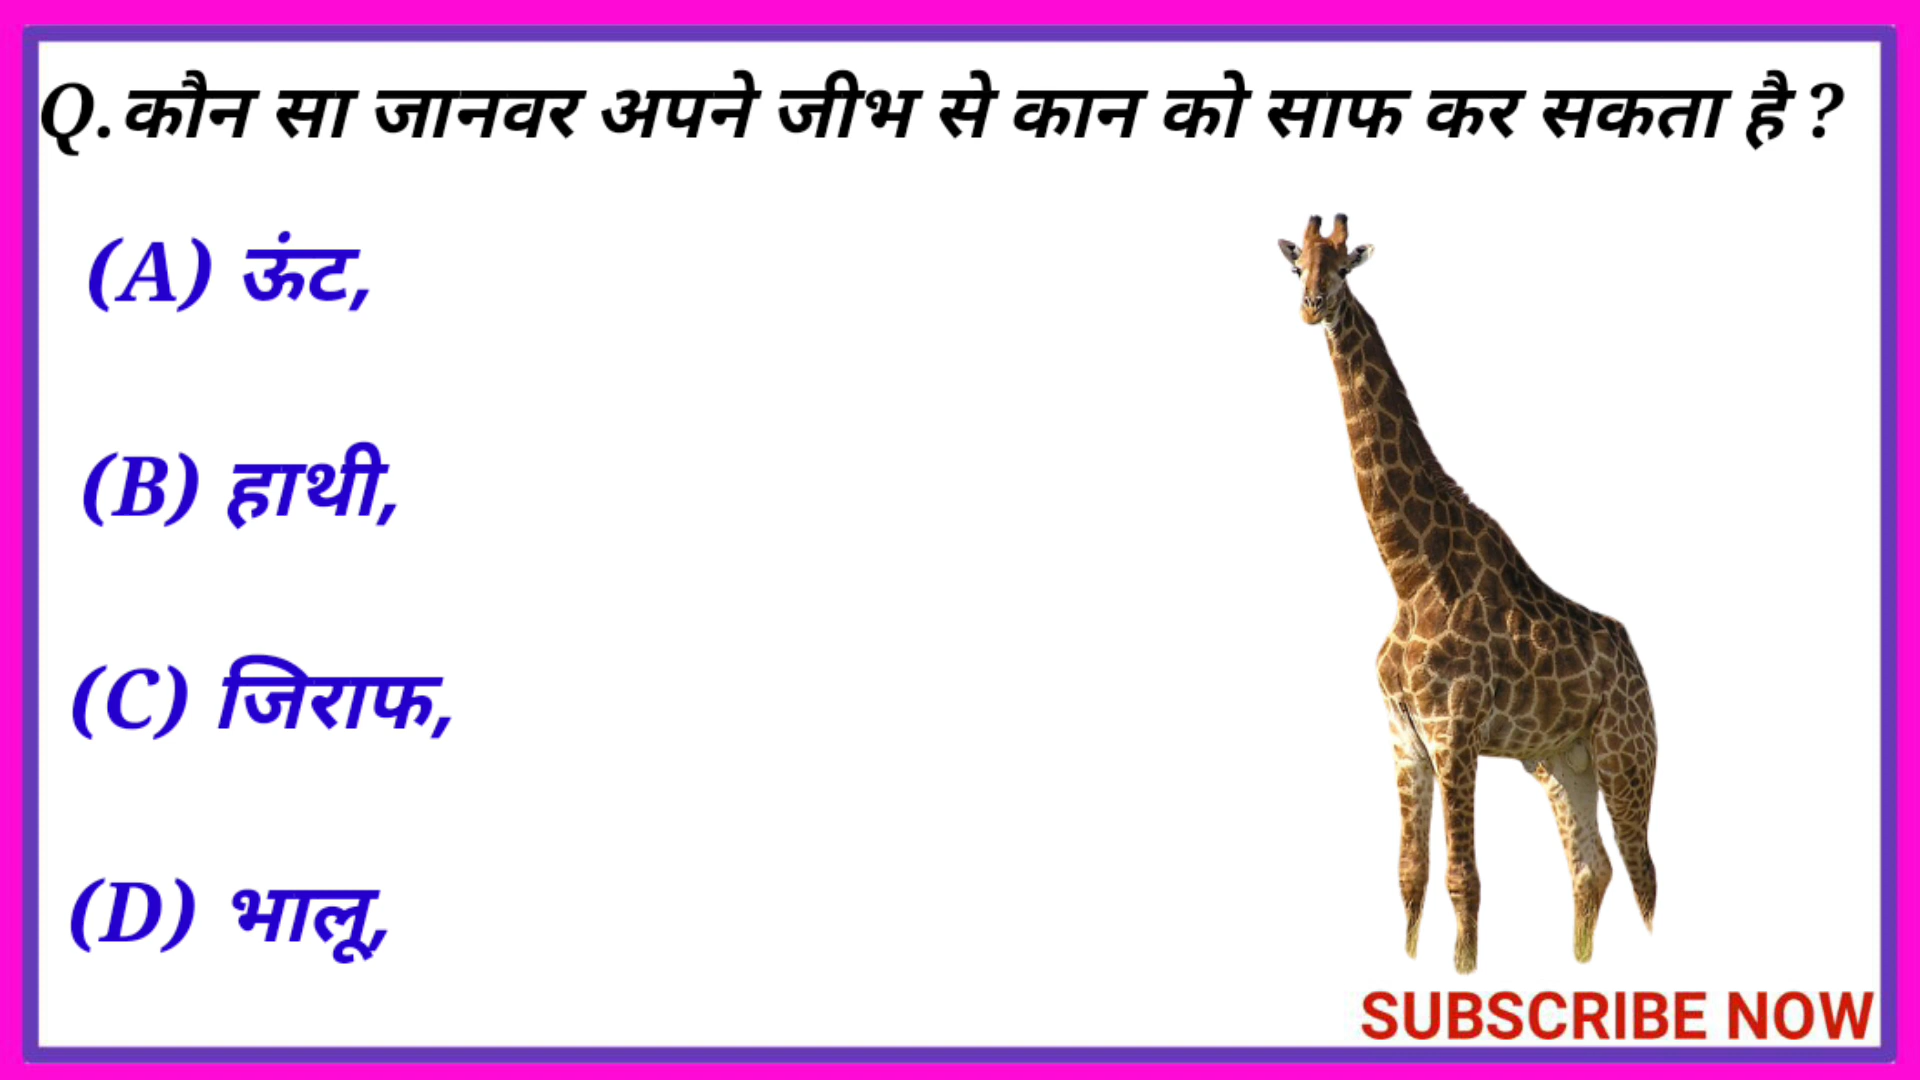 Q.कौन सा जानवर अपने जीभ से कान को साफ कर सकता है ?
(A) ऊंट,
(B) हाथी,
(C) जिराफ,
(D) भालू,
SUBSCRIBE NOW